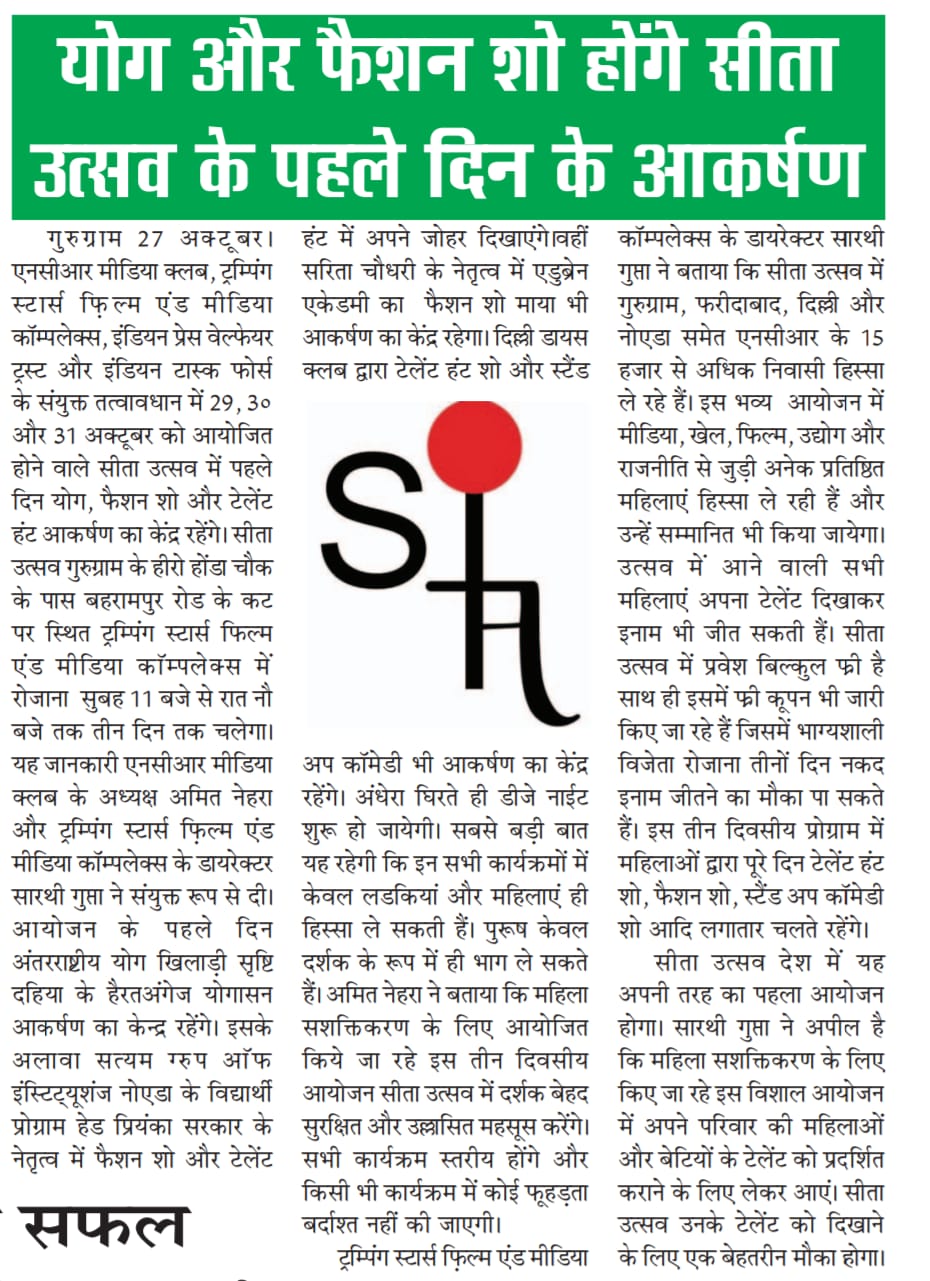 योग और फैशन शो होंगे सीता
उत्सव के पहले दिन के आकर्षण
गुरुग्राम 27 अक्टूबर।
एनसीआर मीडिया क्लब, ट्रम्पिंग
स्टार्स फ़िल्म एंड मीडिया
कॉम्पलेक्स, इंडियन प्रेस वेल्फेयर
ट्रस्ट और इंडियन टास्क फोर्स
के संयुक्त तत्वावधान में 29, 3०
और 31 अक्टूबर को आयोजित
होने वाले सीता उत्सव में पहले
दिन योग, फैशन शो और टेलेंट
हंट आकर्षण का केंद्र रहेंगे। सीता
उत्सव गुरुग्राम के हीरो होंडा चौक
के पास बहरामपुर रोड के कट
पर स्थित ट्रम्पिंग स्टार्स फिल्म
एंड मीडिया कॉम्पलेक्स में
रोजाना सुबह 11 बजे से रात नौ
बजे तक तीन दिन तक चलेगा।
यह जानकारी एनसीआर मीडिया
क्लब के अध्यक्ष अमित नेहरा
और ट्रम्पिंग स्टार्स फ़िल्म एंड
मीडिया कॉम्पलेक्स के डायरेक्टर
सारथी गुप्ता ने संयुक्त रूप से दी।
आयोजन के पहले दिन
अंतरराष्ट्रीय योग खिलाड़ी सृष्टि
दहिया के हैरतअंगेज योगासन
आकर्षण का केन्द्र रहेंगे। इसके
अलावा सत्यम ग्रुप ऑफ
इंस्टिट्यूशंज नोएडा के विद्यार्थी
प्रोग्राम हेड प्रियंका सरकार के
नेतृत्व में फैशन शो और टेलेंट
हंट में अपने जोहर दिखाएंगे।वहीं
सरिता चौधरी के नेतृत्व में एडुब्रेन
एकेडमी का फैशन शो माया भी
आकर्षण का केंद्र रहेगा। दिल्ली डायस
क्लब द्वारा टेलेंट हंट शो और स्टैंड
अप कॉमेडी भी आकर्षण का केंद्र
रहेंगे। अंधेरा घिरते ही डीजे नाईट
शुरू हो जायेगी। सबसे बड़ी बात
यह रहेगी कि इन सभी कार्यक्रमों में
केवल लडकियां और महिलाएं ही
हिस्सा ले सकती हैं। पुरूष केवल
दर्शक के रूप में ही भाग ले सकते
हैं। अमित नेहरा ने बताया कि महिला
सशक्तिकरण के लिए आयोजित
किये जा रहे इस तीन दिवसीय
आयोजन सीता उत्सव में दर्शक बेहद
सुरक्षित और उल्लासित महसूस करेंगे।
सभी कार्यक्रम स्तरीय होंगे और
किसी भी कार्यक्रम में कोई फूहड़ता
बर्दाश्त नहीं की जाएगी।
ट्रम्पिंग स्टार्स फ़िल्म एंड मीडिया
कॉम्पलेक्स के डायरेक्टर सारथी
गुप्ता ने बताया कि सीता उत्सव में
गुरुग्राम, फरीदाबाद, दिल्ली और
नोएडा समेत एनसीआर के 15
हजार से अधिक निवासी हिस्सा
ले रहे हैं। इस भव्य आयोजन में
मीडिया, खेल, फिल्म, उद्योग और
राजनीति से जुड़ी अनेक प्रतिष्ठित
महिलाएं हिस्सा ले रही हैं और
उन्हें सम्मानित भी किया जायेगा।
उत्सव में आने वाली सभी
महिलाएं अपना टेलेंट दिखाकर
इनाम भी जीत सकती हैं। सीता
उत्सव में प्रवेश बिल्कुल फ्री है
साथ ही इसमें फ्री कूपन भी जारी
किए जा रहे हैं जिसमें भाग्यशाली
विजेता रोजाना तीनों दिन नकद
इनाम जीतने का मौका पा सकते
हैं। इस तीन दिवसीय प्रोग्राम में
महिलाओं द्वारा पूरे दिन टेलेंट हंट
शो, फैशन शो, स्टैंड अप कॉमेडी
शो आदि लगातार चलते रहेंगे।
सीता उत्सव देश में यह
अपनी तरह का पहला आयोजन
होगा। सारथी गुप्ता ने अपील है
कि महिला सशक्तिकरण के लिए
किए जा रहे इस विशाल आयोजन
में अपने परिवार की महिलाओं
और बेटियों के टेलेंट को प्रदर्शित
कराने के लिए लेकर आएं। सीता
उत्सव उनके टेलेंट को दिखाने
के लिए एक बेहतरीन मौका होगा।
सफल